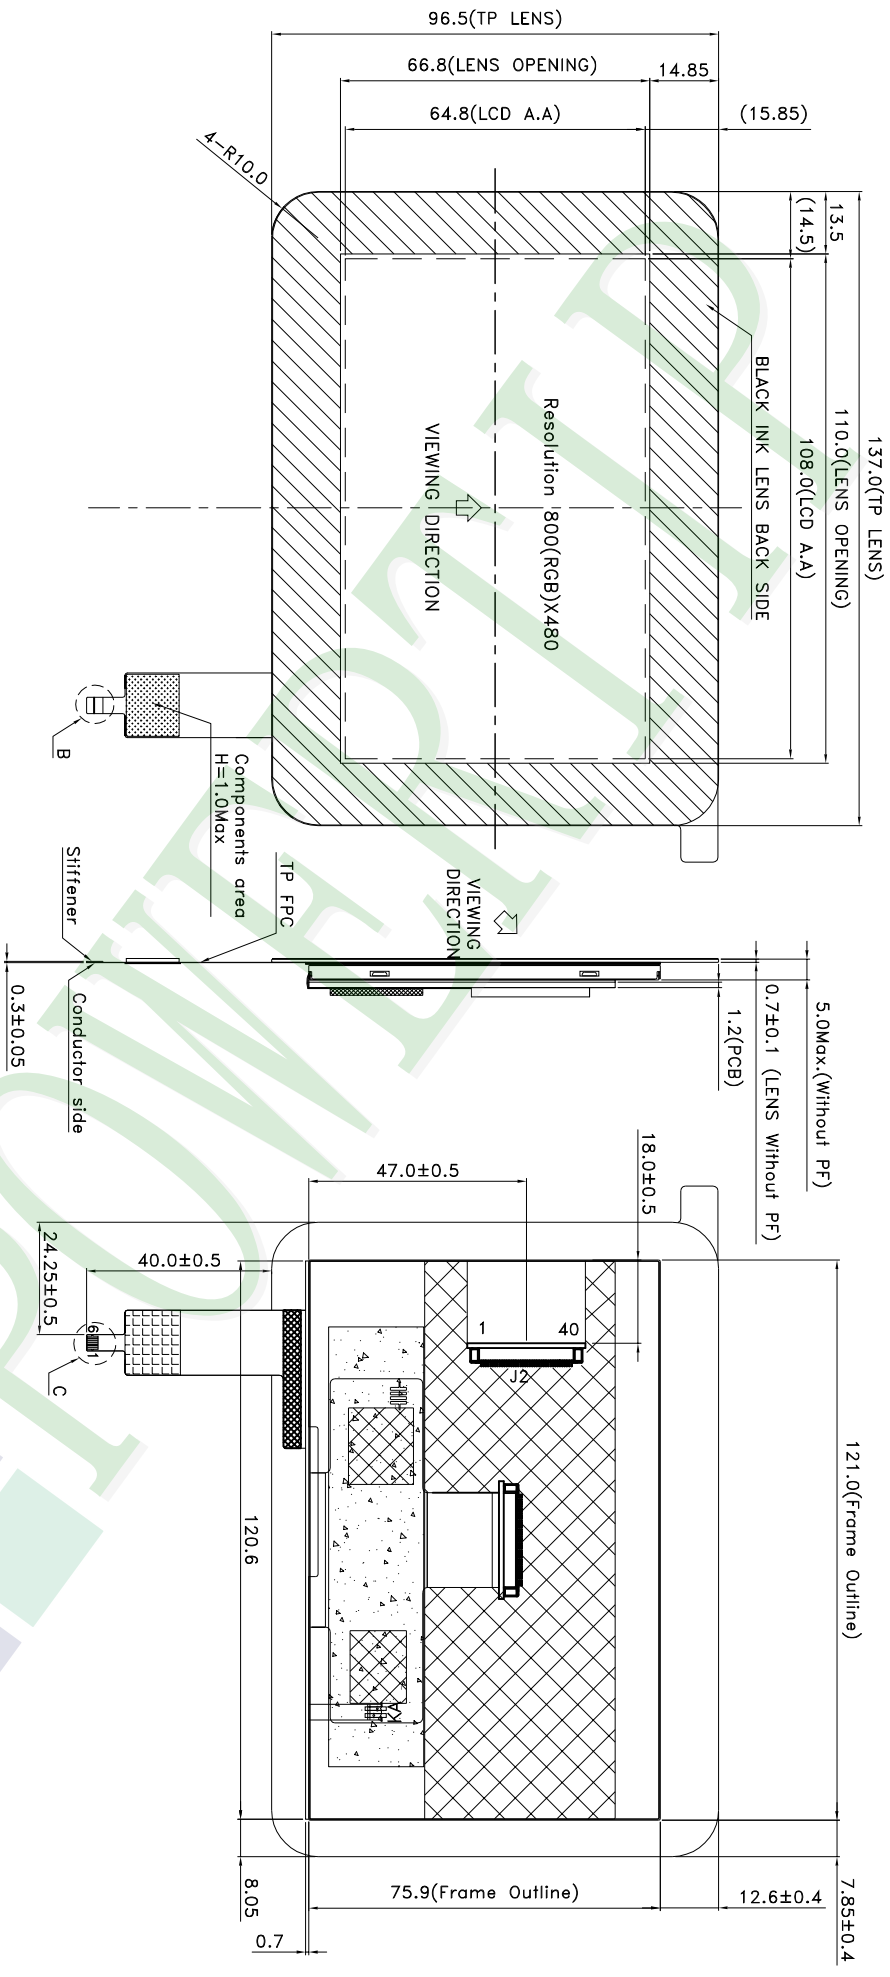 96.5(TP LENS)
66.8(LENS OPENING)
14.85
64.8(LCD A.A)
(15.85)
4-R10.0
13.5
(14.5)
137.0(TP LENS)
110.0(LENS OPENING)
108.0(LCD A.A)
BLACK INK LENS BACK SIDE
Resolution 800(RGB)X480
VIEWING DIRECTION
B
Components area
H=1.0Max
TP FPC
Stiffener
Conductor side
0.3±0.05
VIEWING
DIRECTION
5.0Max.(Without PF)
0.7±0.1 (LENS Without PF)
1.2(PCB)
18.0±0.5
47.0±0.5
40.0±0.5
24.25±0.5
6 1
C
1 40
J2
121.0(Frame Outline)
120.6
KA
75.9(Frame Outline)
12.6±0.4
7.85±0.4
8.05
0.7
POWERTIP